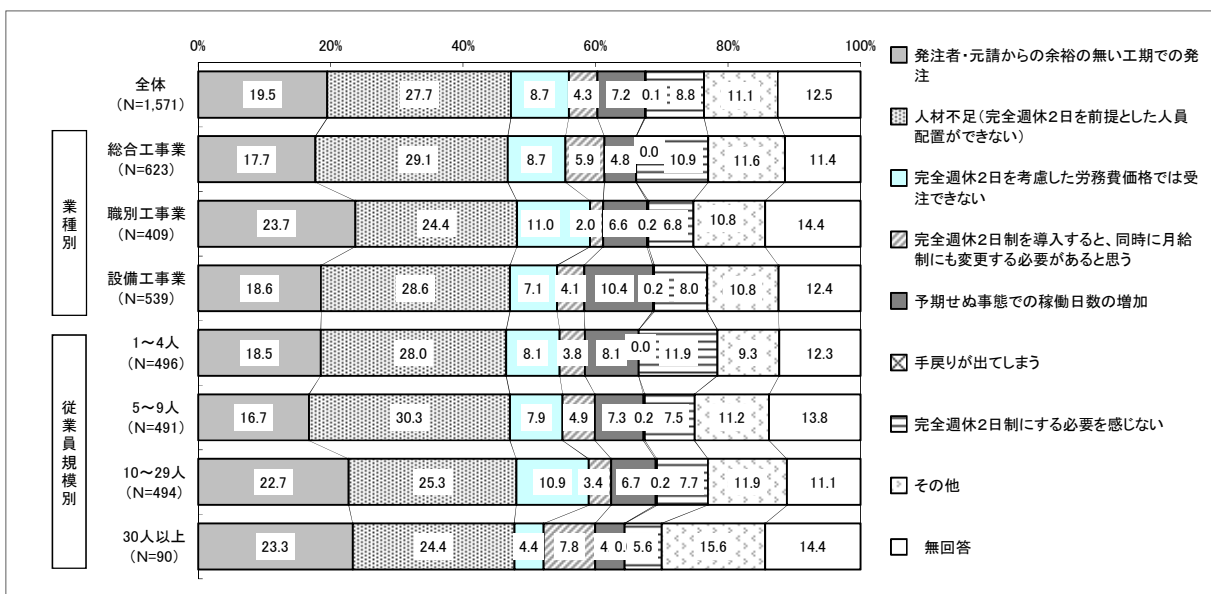 0% 20% 40% 60% 80% 100%
全体
(N=1,571)
19.5 27.7 8.7 4.3 7.2 0.1 8.8 11.1 12.5
業種別
総合工事業
(N=623)
17.7 29.1 8.7 5.9 4.8 0.0 10.9 11.6 11.4
職別工事業
(N=409)
23.7 24.4 11.0 2.0 6.6 0.2 6.8 10.8 14.4
設備工事業
(N=539)
18.6 28.6 7.1 4.1 10.4 0.2 8.0 10.8 12.4
従業員規模別
1~4人
(N=496)
18.5 28.0 8.1 3.8 8.1 0.0 11.9 9.3 12.3
5~9人
(N=491)
16.7 30.3 7.9 4.9 7.3 0.2 7.5 11.2 13.8
10~29人
(N=494)
22.7 25.3 10.9 3.4 6.7 0.2 7.7 11.9 11.1
30人以上
(N=90)
23.3 24.4 4.4 7.8 5.6 15.6 14.4
発注者・元請からの余裕の無い工期での発
注
人材不足(完全週休2日を前提とした人員
配置ができない)
完全週休2日を考慮した労務費価格では受
注できない
完全週休2日制を導入すると、同時に月給
制にも変更する必要があると思う
予期せぬ事態での稼働日数の増加
手戻りが出てしまう
完全週休2日制にする必要を感じない
その他
無回答